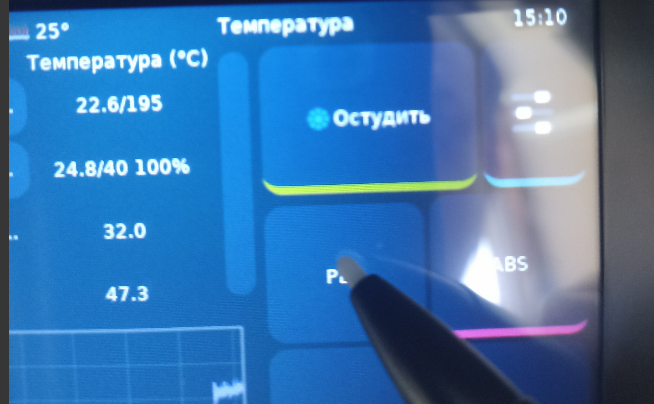 25°
Температура
15:10
Температура (°C)
22.6/195
Остудить
24.8/40 100%
32.0
ABS
47.3